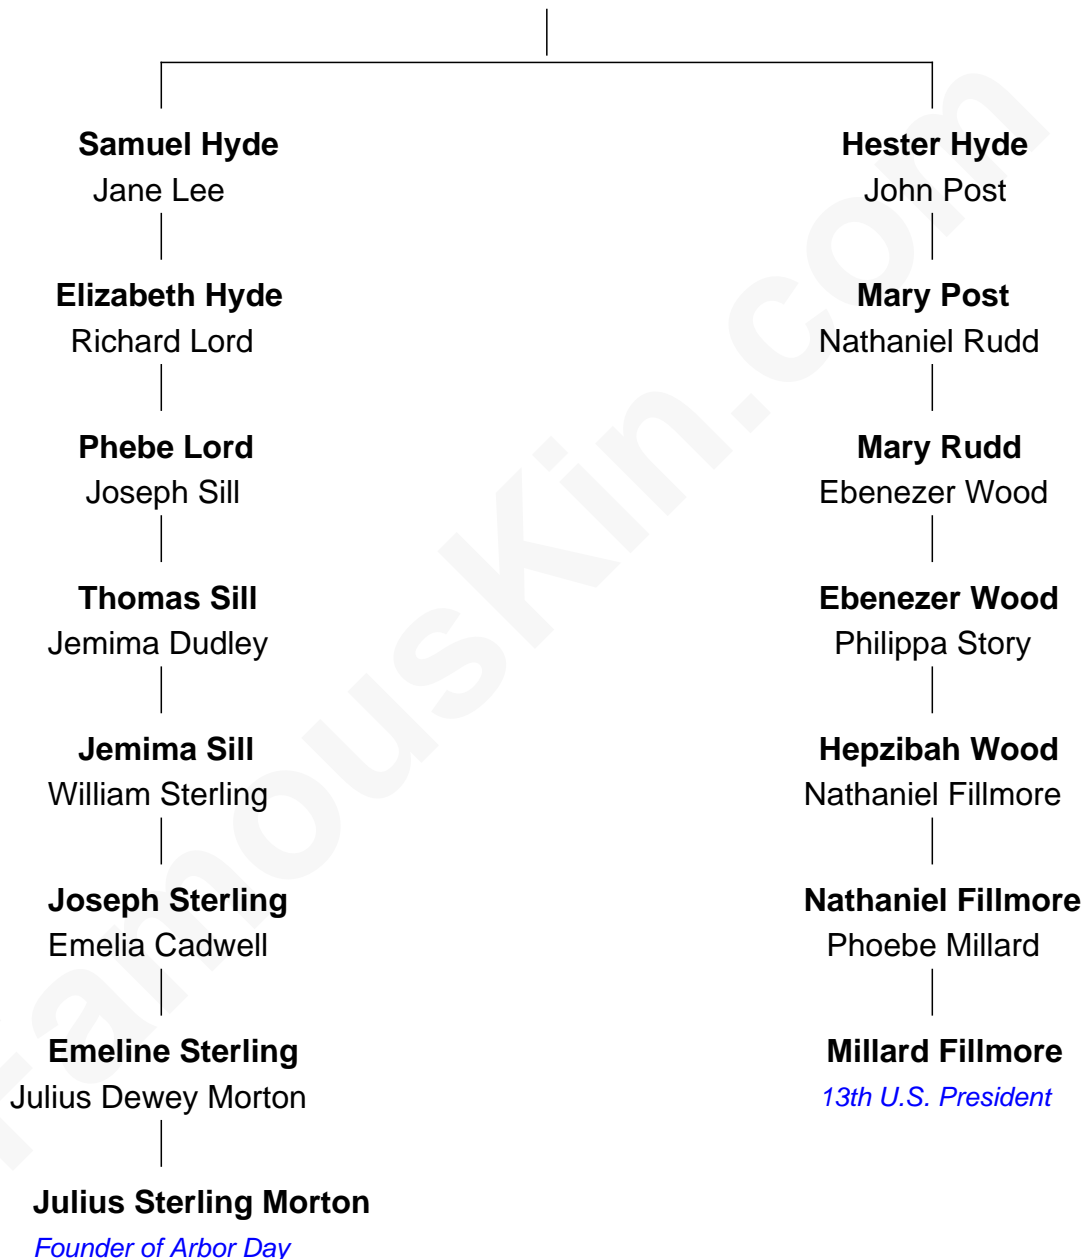 Samuel Hyde
Jane Lee
Elizabeth Hyde
Richard Lord
Phebe Lord
Joseph Sill
Thomas Sill
Jemima Dudley
Jemima Sill
William Sterling
Joseph Sterling
Emelia Cadwell
Emeline Sterling
Julius Dewey Morton
Julius Sterling Morton
Founder of Arbor Day
Hester Hyde
John Post
Mary Post
Nathaniel Rudd
Mary Rudd
Ebenezer Wood
Ebenezer Wood
Philippa Story
Hepzibah Wood
Nathaniel Fillmore
Nathaniel Fillmore
Phoebe Millard
Millard Fillmore
13th U.S. President
FamousKin.com